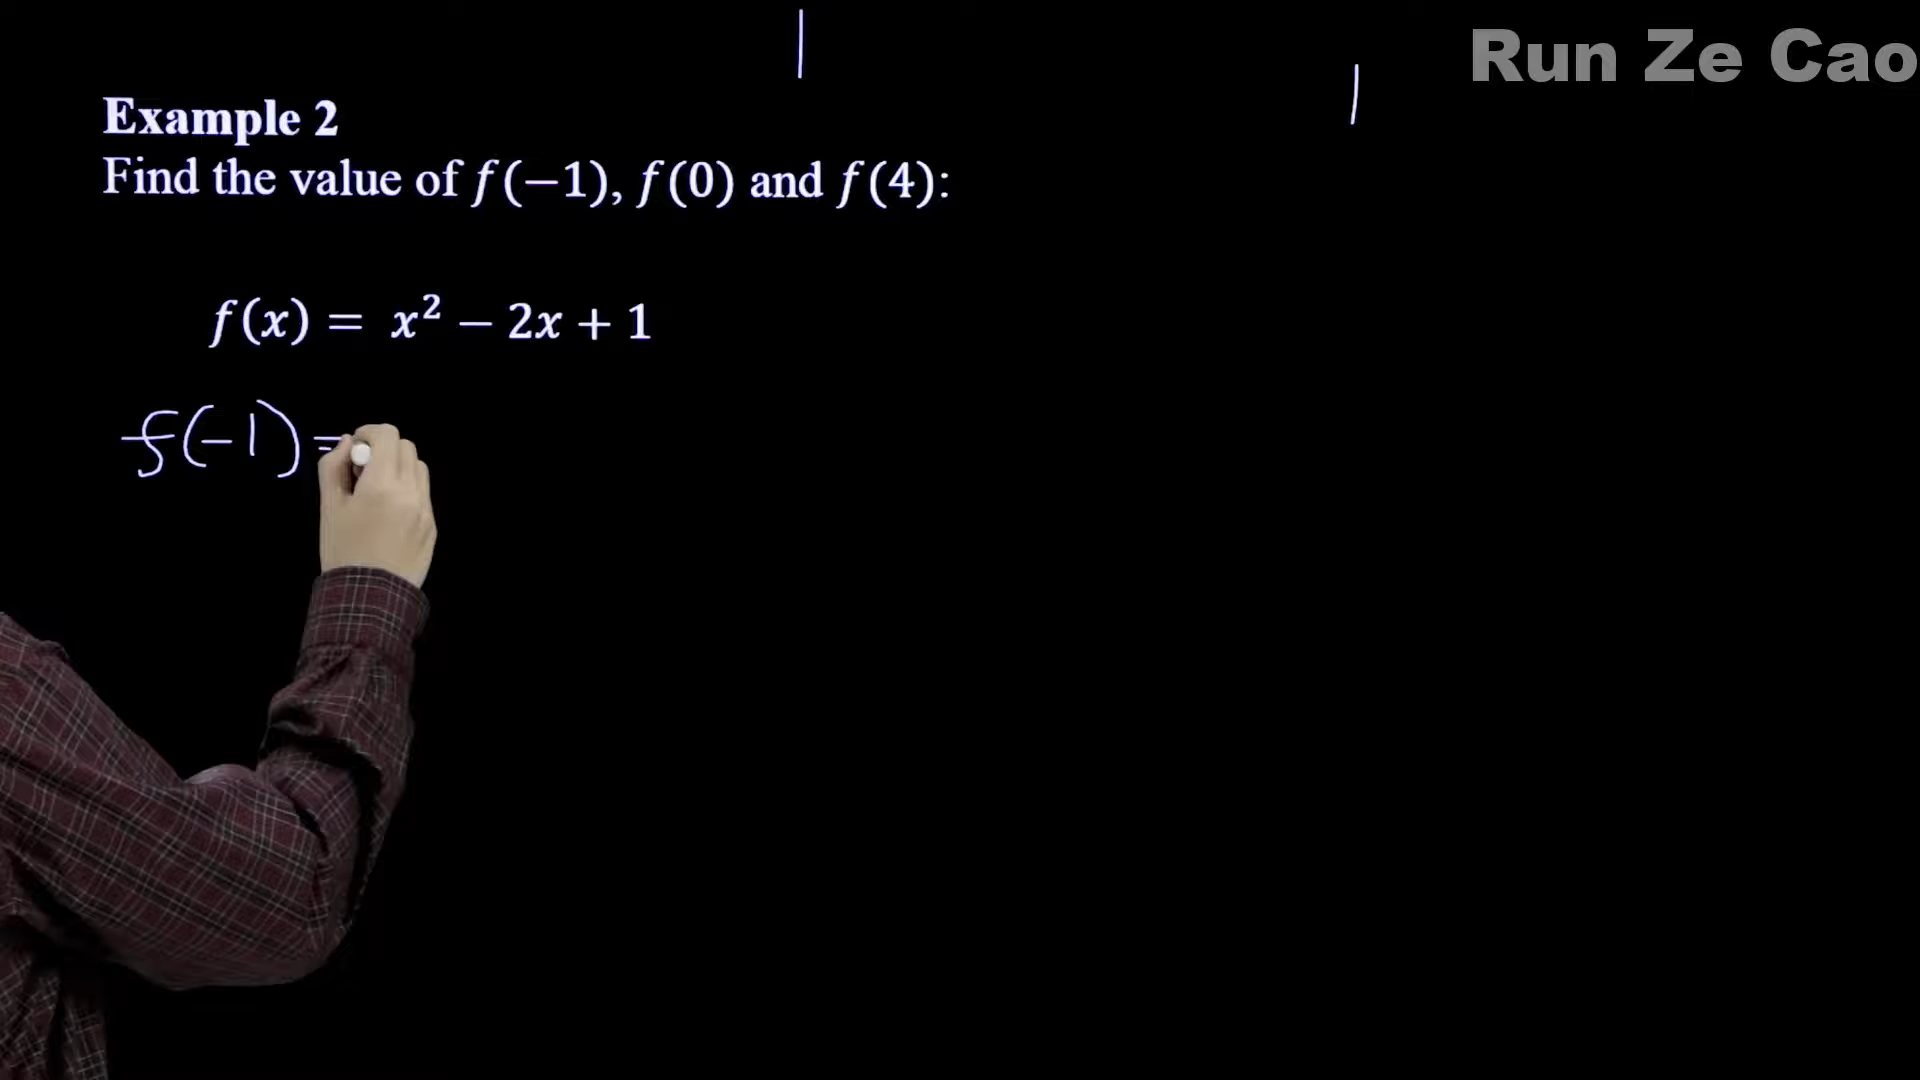 Run Ze Cao
Example 2
Find the value of f(−1), f(0) and f(4):
f(x) = x² − 2x + 1
f(-1) =